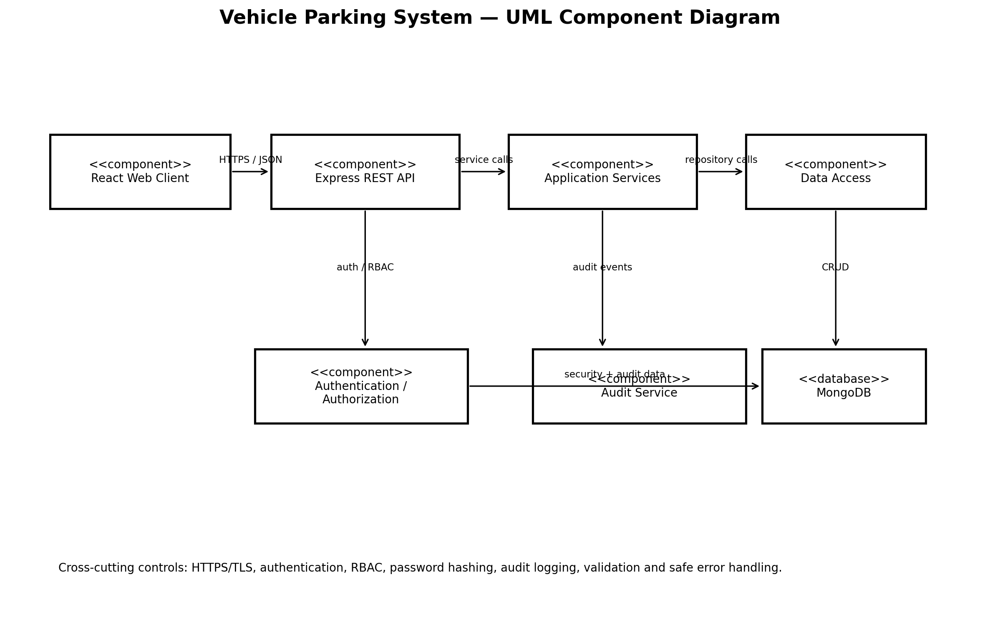 Vehicle Parking System — UML Component Diagram
HTTPS / JSON
service calls
repository calls
<<component>>
React Web Client
<<component>>
Express REST API
<<component>>
Application Services
<<component>>
Data Access
auth / RBAC
audit events
CRUD
<<component>>
Authentication /
Authorization
security + audit data
<<component>>
Audit Service
<<database>>
MongoDB
Cross-cutting controls: HTTPS/TLS, authentication, RBAC, password hashing, audit logging, validation and safe error handling.